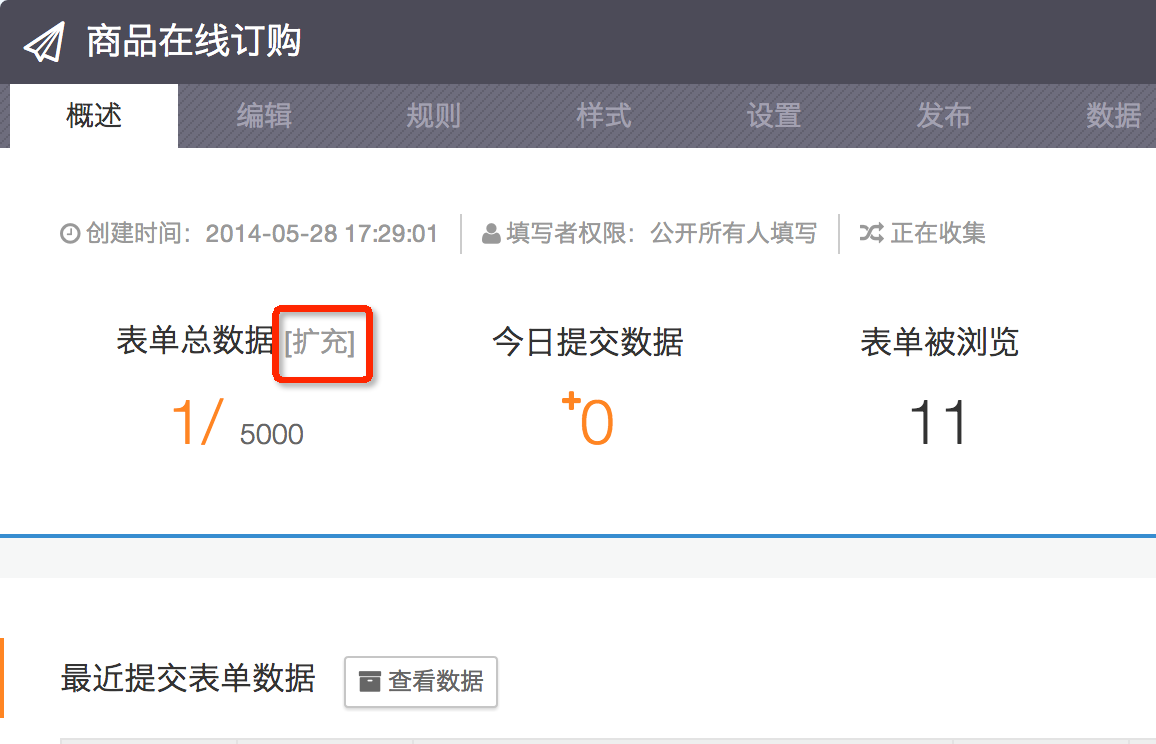 商品在线订购
概述 编辑 规则 样式 设置 发布 数据
创建时间：2014-05-28 17:29:01 填写者权限：公开所有人填写 正在收集
表单总数据 [扩充] 今日提交数据 表单被浏览
1/ 5000 +0 11
最近提交表单数据 查看数据